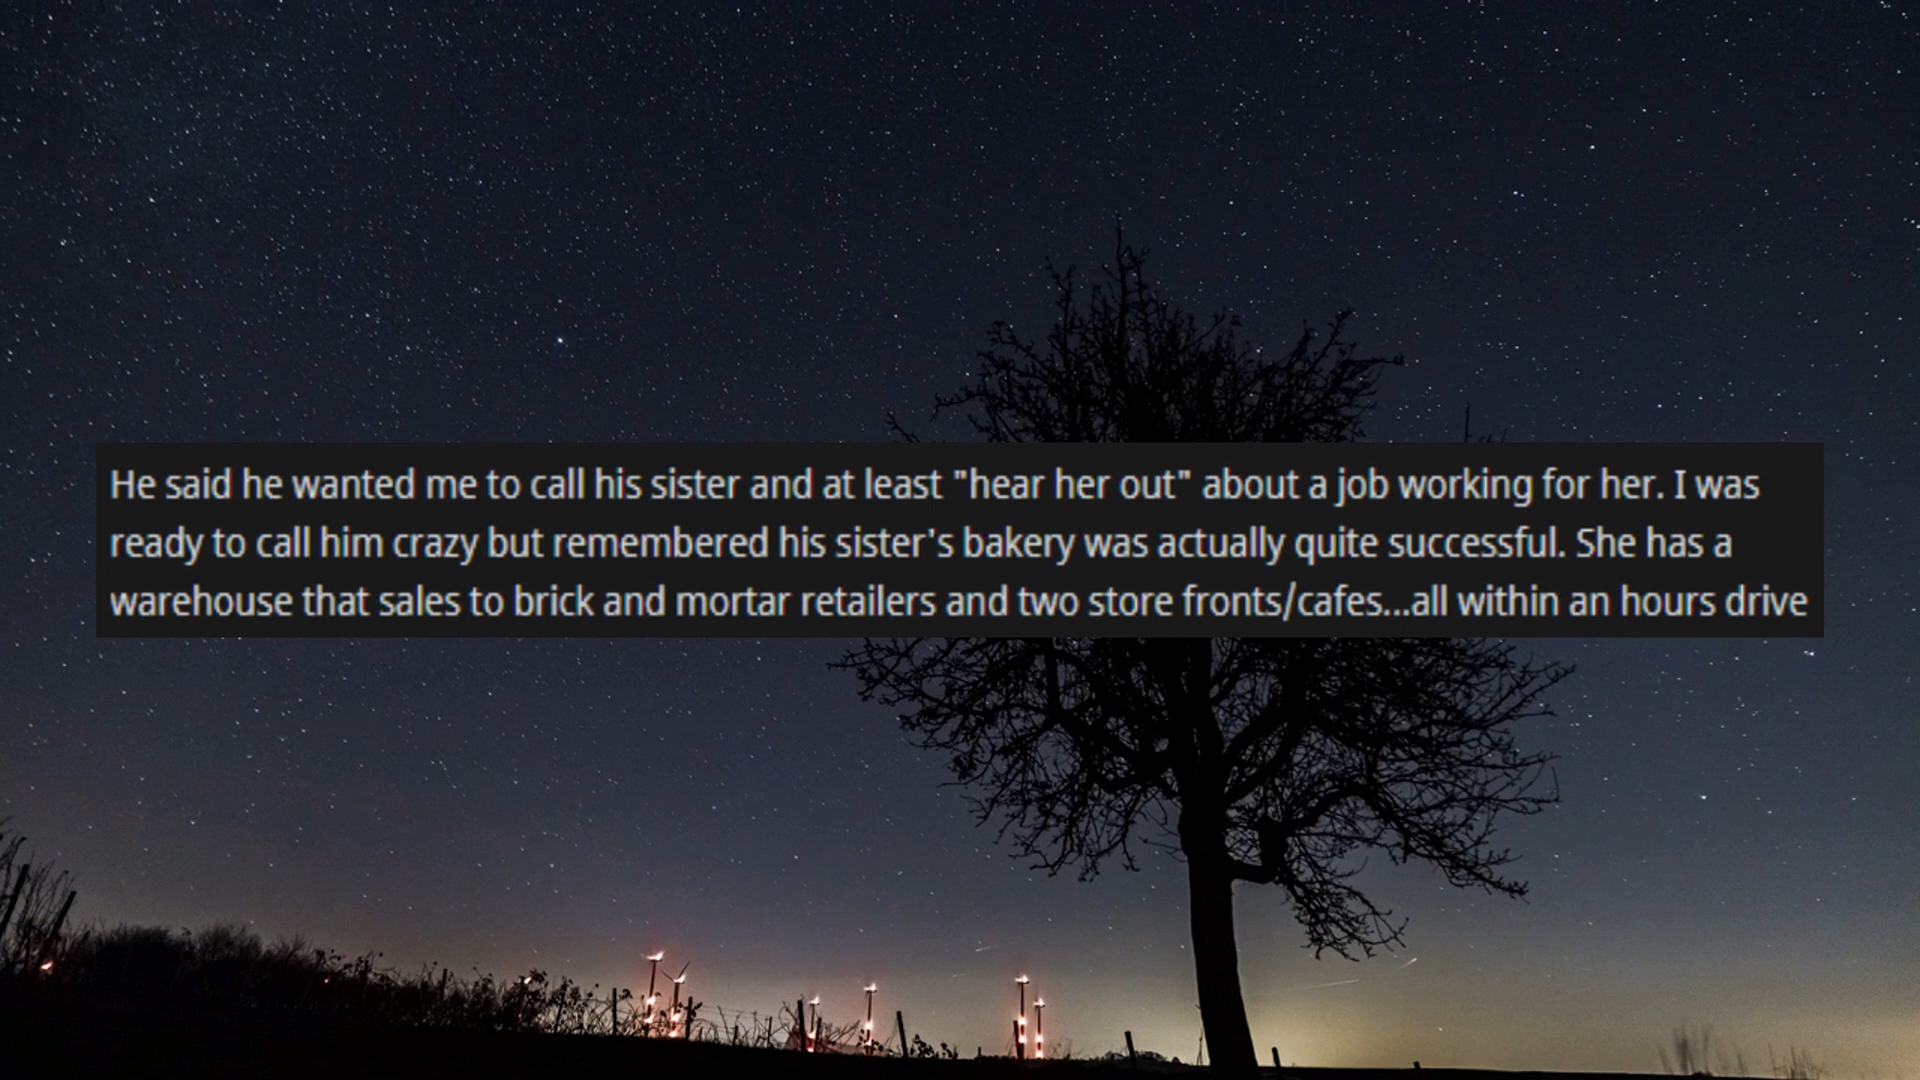 He said he wanted me to call his sister and at least "hear her out" about a job working for her. I was
ready to call him crazy but remembered his sister's bakery was actually quite successful. She has a
warehouse that sales to brick and mortar retailers and two store fronts/cafes...all within an hours drive